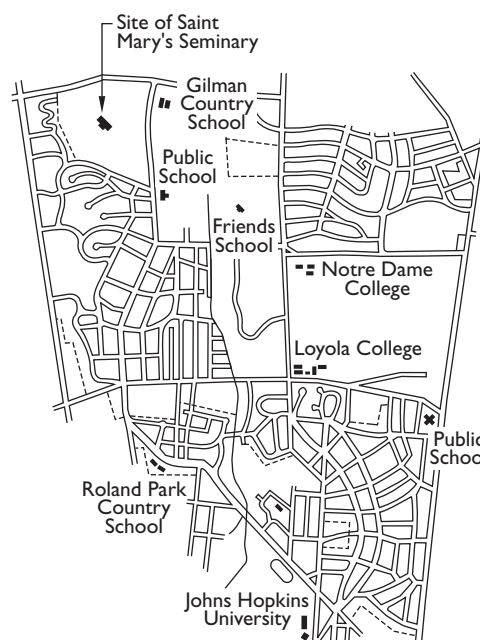 Site of Saint
Mary's Seminary
Gilman
Country
School
Public
School
Friends
School
Notre Dame
College
Loyola College
Public
School
Roland Park
Country
School
Johns Hopkins
University